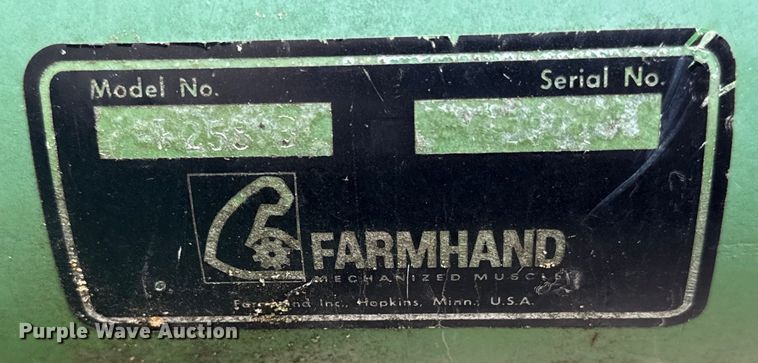 Model No. Serial No.
FARMHAND
MECHANIZED MUSCLE
Farmhand Inc., Hopkins, Minn., U.S.A.
Purple Wave Auction